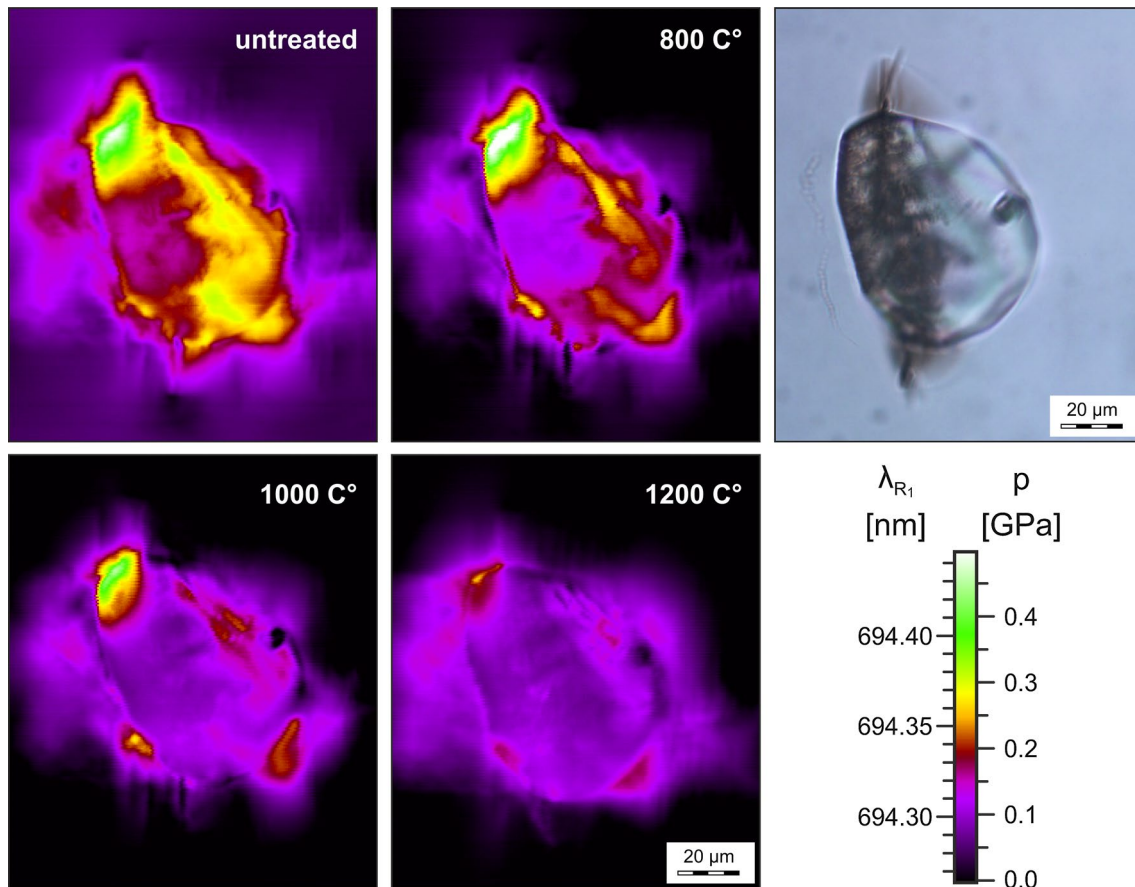 untreated
800 C°
20 µm
1000 C°
1200 C°
20 µm
λR₁ p
[nm] [GPa]
0.4
694.40
0.3
694.35
0.2
694.30
0.1
0.0